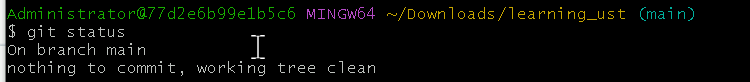 Administrator@77d2e6b99e1b5c6 MINGW64 ~/Downloads/learning_ust (main)
$ git status
On branch main
nothing to commit, working tree clean